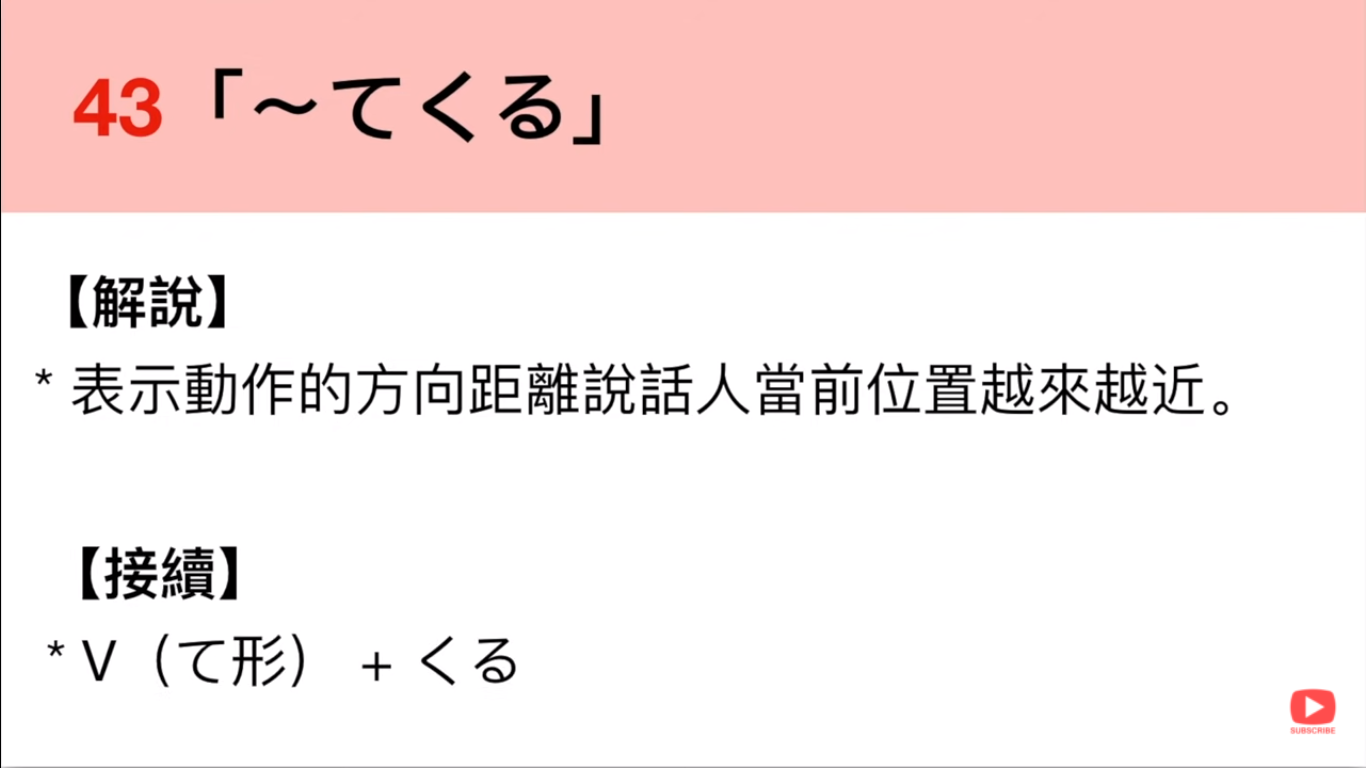 43「～てくる」
【解說】
* 表示動作的方向距離說話人當前位置越來越近。
【接續】
* V（て形） + くる
SUBSCRIBE